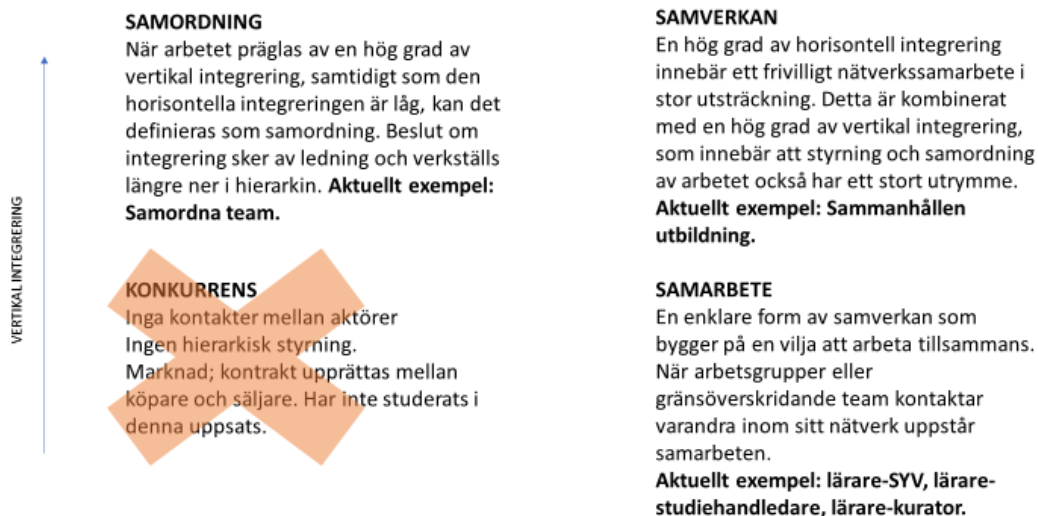 VERTIKAL INTEGRERING
SAMORDNING
När arbetet präglas av en hög grad av
vertikal integrering, samtidigt som den
horisontella integreringen är låg, kan det
definieras som samordning. Beslut om
integrering sker av ledning och verkställs
längre ner i hierarkin. Aktuellt exempel:
Samordna team.
SAMVERKAN
En hög grad av horisontell integrering
innebär ett frivilligt nätverkssamarbete i
stor utsträckning. Detta är kombinerat
med en hög grad av vertikal integrering,
som innebär att styrning och samordning
av arbetet också har ett stort utrymme.
Aktuellt exempel: Sammanhållen
utbildning.
KONKURRENS
Inga kontakter mellan aktörer
Ingen hierarkisk styrning.
Marknad; kontrakt upprättas mellan
köpare och säljare. Har inte studerats i
denna uppsats.
SAMARBETE
En enklare form av samverkan som
bygger på en vilja att arbeta tillsammans.
När arbetsgrupper eller
gränsöverskridande team kontaktar
varandra inom sitt nätverk uppstår
samarbeten.
Aktuellt exempel: lärare-SYV, lärare-
studiehandledare, lärare-kurator.